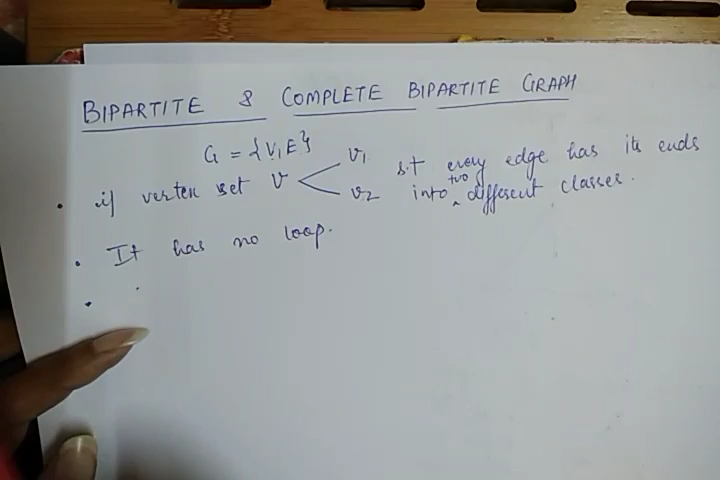 BIPARTITE & COMPLETE BIPARTITE GRAPH
G = {V, E}
• if vertex set V < V1 V2 s.t every edge has its ends into two different classes.
• It has no loop.
•